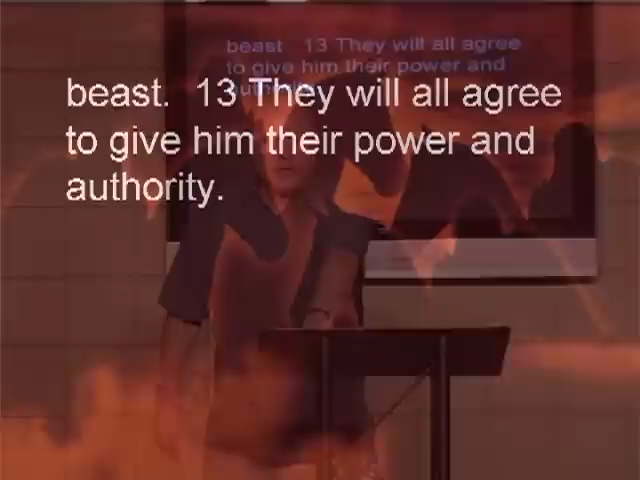 beast 13 They will all agree
to give him their power and
beast. 13 They will all agree
to give him their power and
authority.